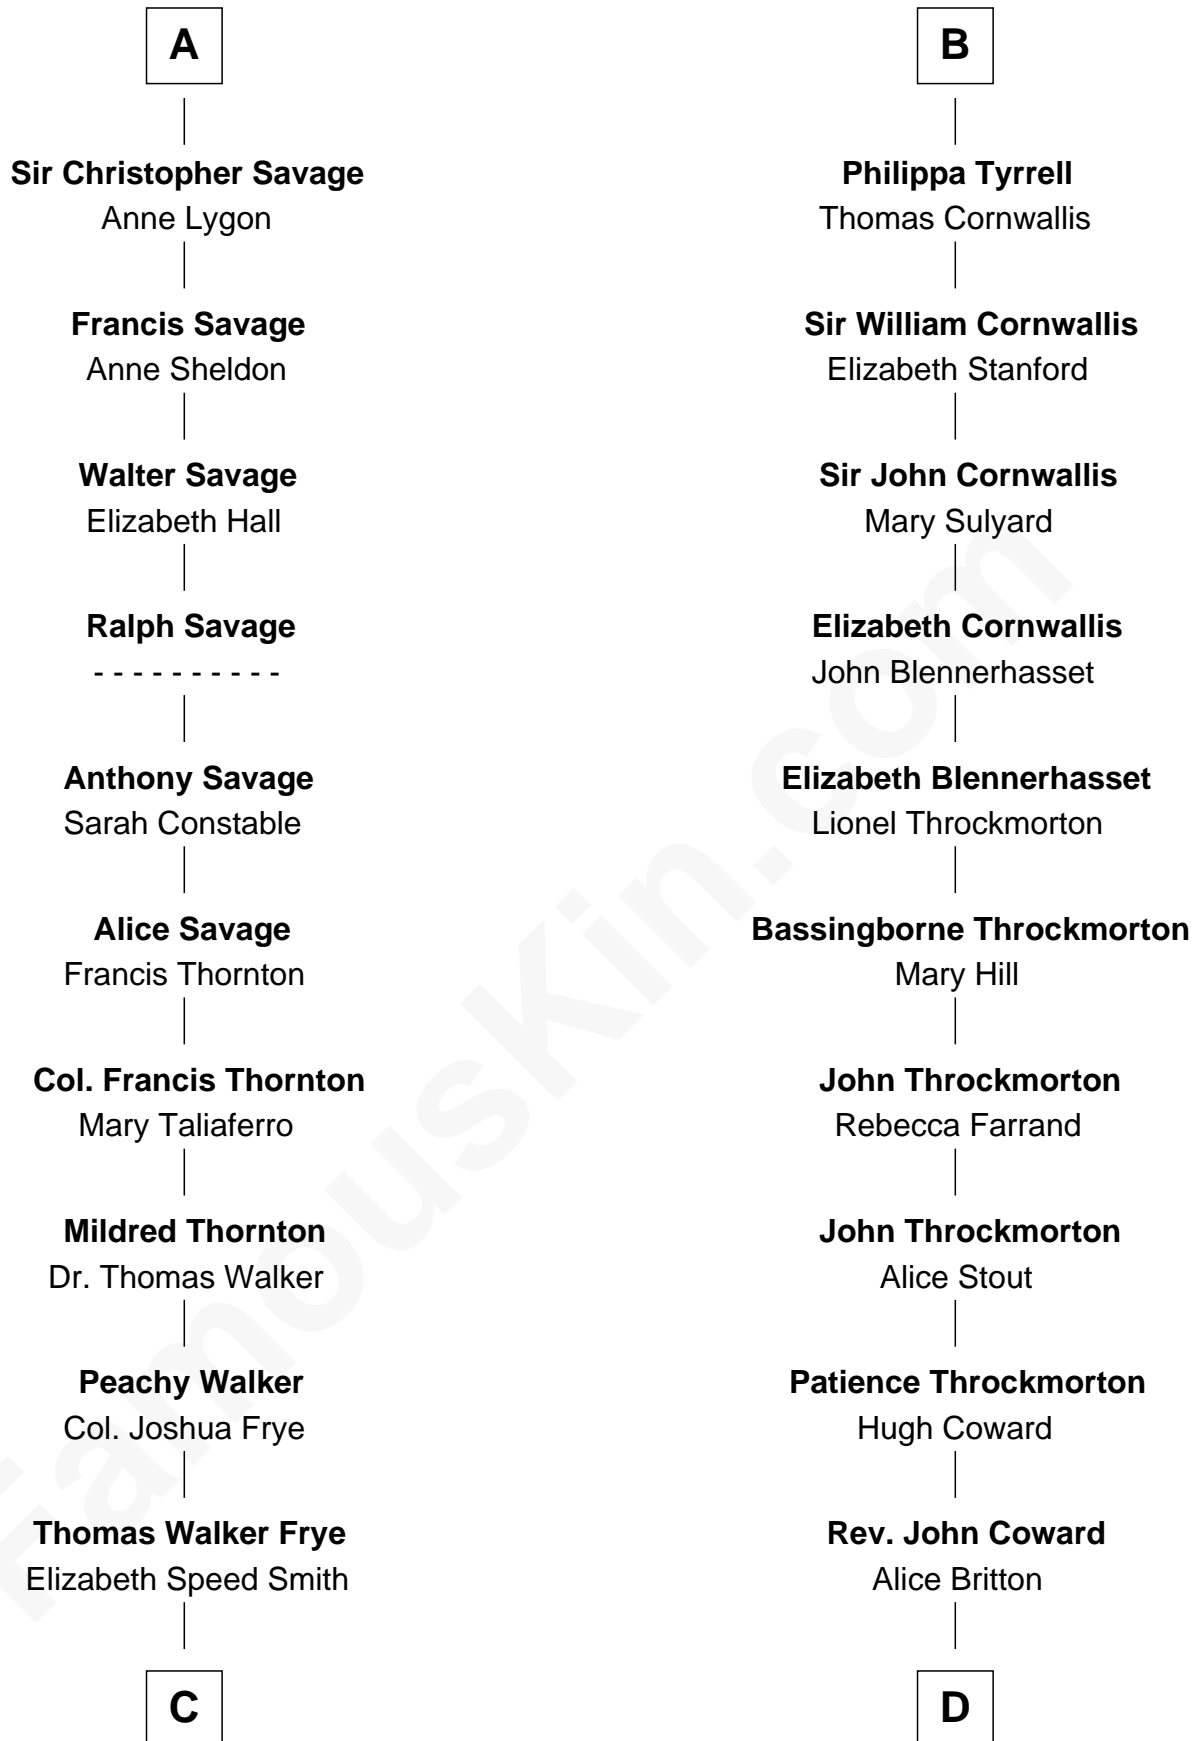 A
Sir Christopher Savage
Anne Lygon
Francis Savage
Anne Sheldon
Walter Savage
Elizabeth Hall
Ralph Savage
- - - - - - - - - -
Anthony Savage
Sarah Constable
Alice Savage
Francis Thornton
Col. Francis Thornton
Mary Taliaferro
Mildred Thornton
Dr. Thomas Walker
Peachy Walker
Col. Joshua Frye
Thomas Walker Frye
Elizabeth Speed Smith
C
B
Philippa Tyrrell
Thomas Cornwallis
Sir William Cornwallis
Elizabeth Stanford
Sir John Cornwallis
Mary Sulyard
Elizabeth Cornwallis
John Blennerhasset
Elizabeth Blennerhasset
Lionel Throckmorton
Bassingborne Throckmorton
Mary Hill
John Throckmorton
Rebecca Farrand
John Throckmorton
Alice Stout
Patience Throckmorton
Hugh Coward
Rev. John Coward
Alice Britton
D
FamousKin.com